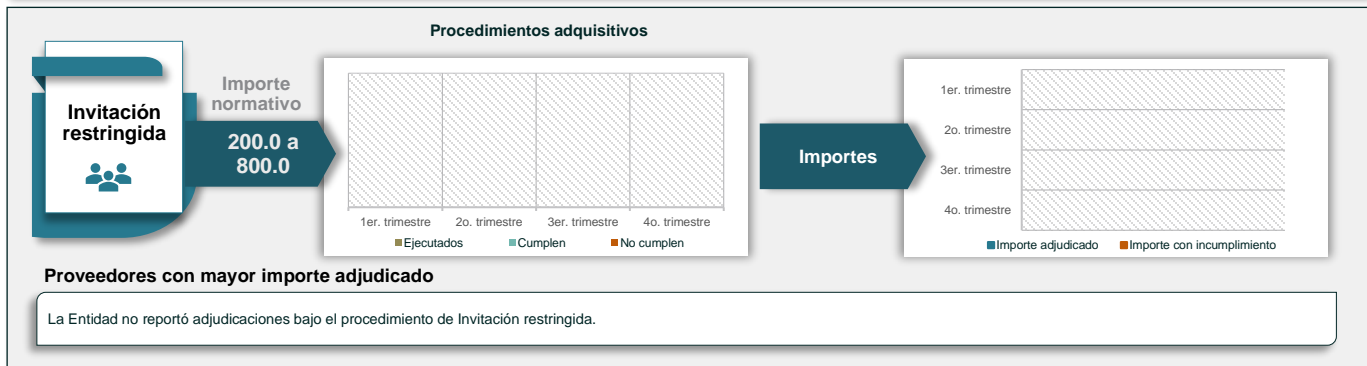 Procedimientos adquisitivos
Invitación
restringida
Importe
normativo
200.0 a
800.0
1er. trimestre 2o. trimestre 3er. trimestre 4o. trimestre
Ejecutados Cumplen No cumplen
Importes
1er. trimestre
2o. trimestre
3er. trimestre
4o. trimestre
Importe adjudicado Importe con incumplimiento
Proveedores con mayor importe adjudicado
La Entidad no reportó adjudicaciones bajo el procedimiento de Invitación restringida.